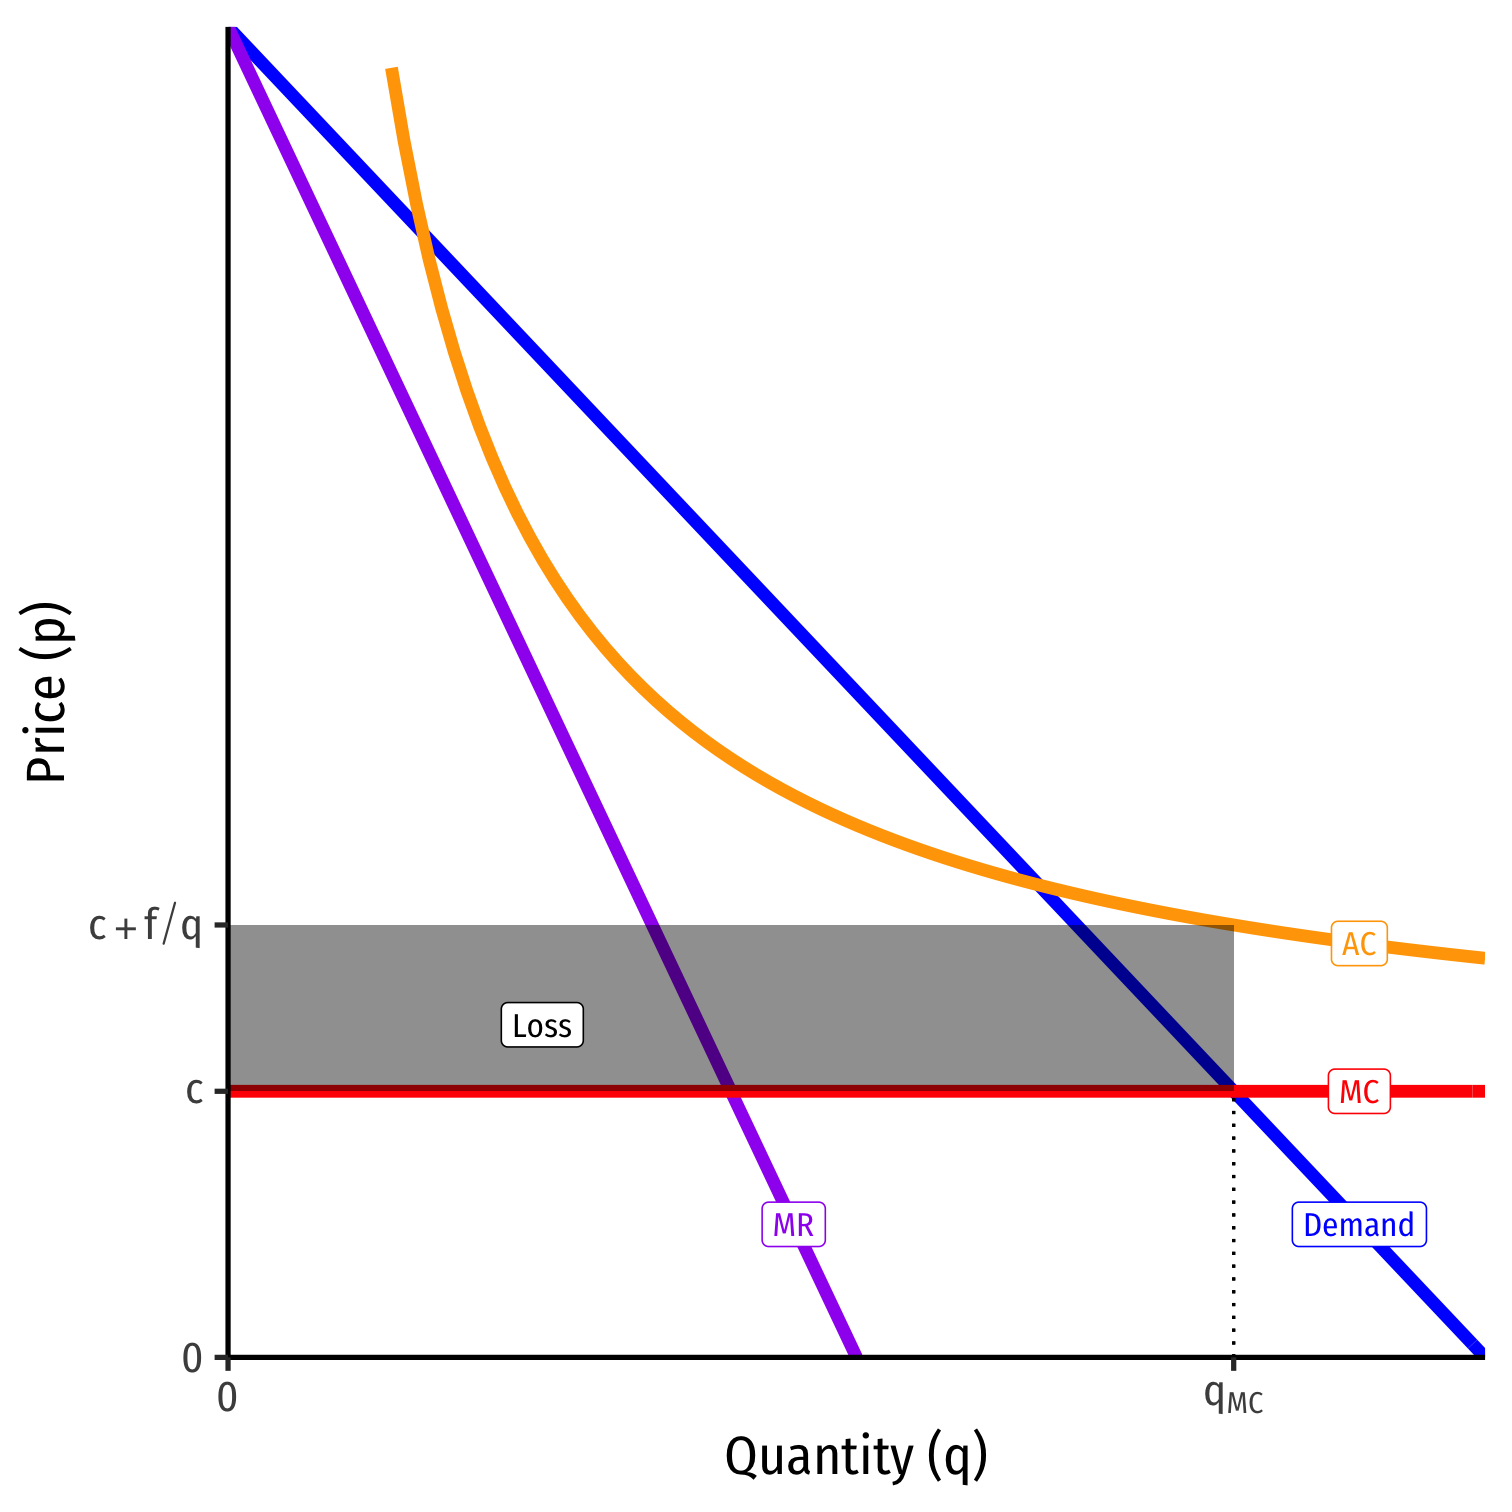 Price (p)
c + f/q
c
0
0
q_MC
Quantity (q)
AC
Loss
MC
MR
Demand